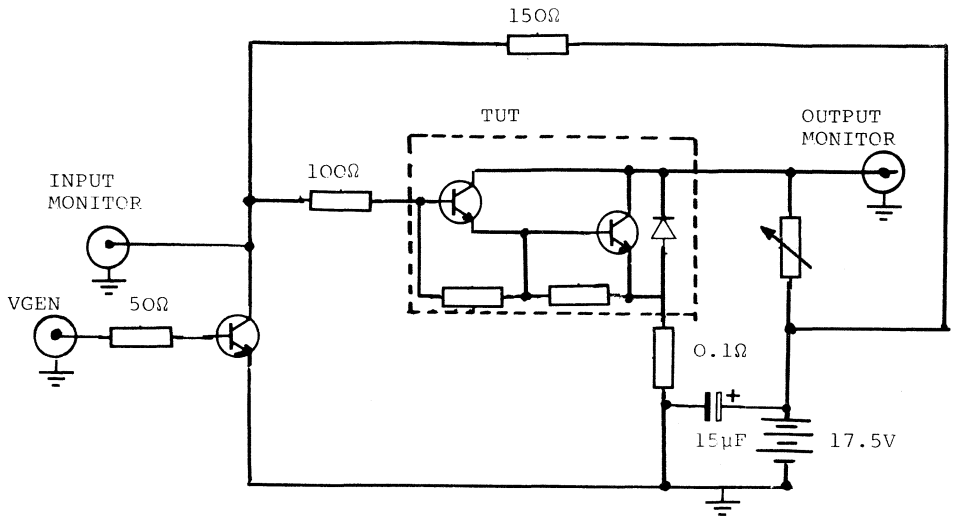 150Ω
TUT
OUTPUT
MONITOR
100Ω
INPUT
MONITOR
VGEN
50Ω
0.1Ω
+
15µF
17.5V